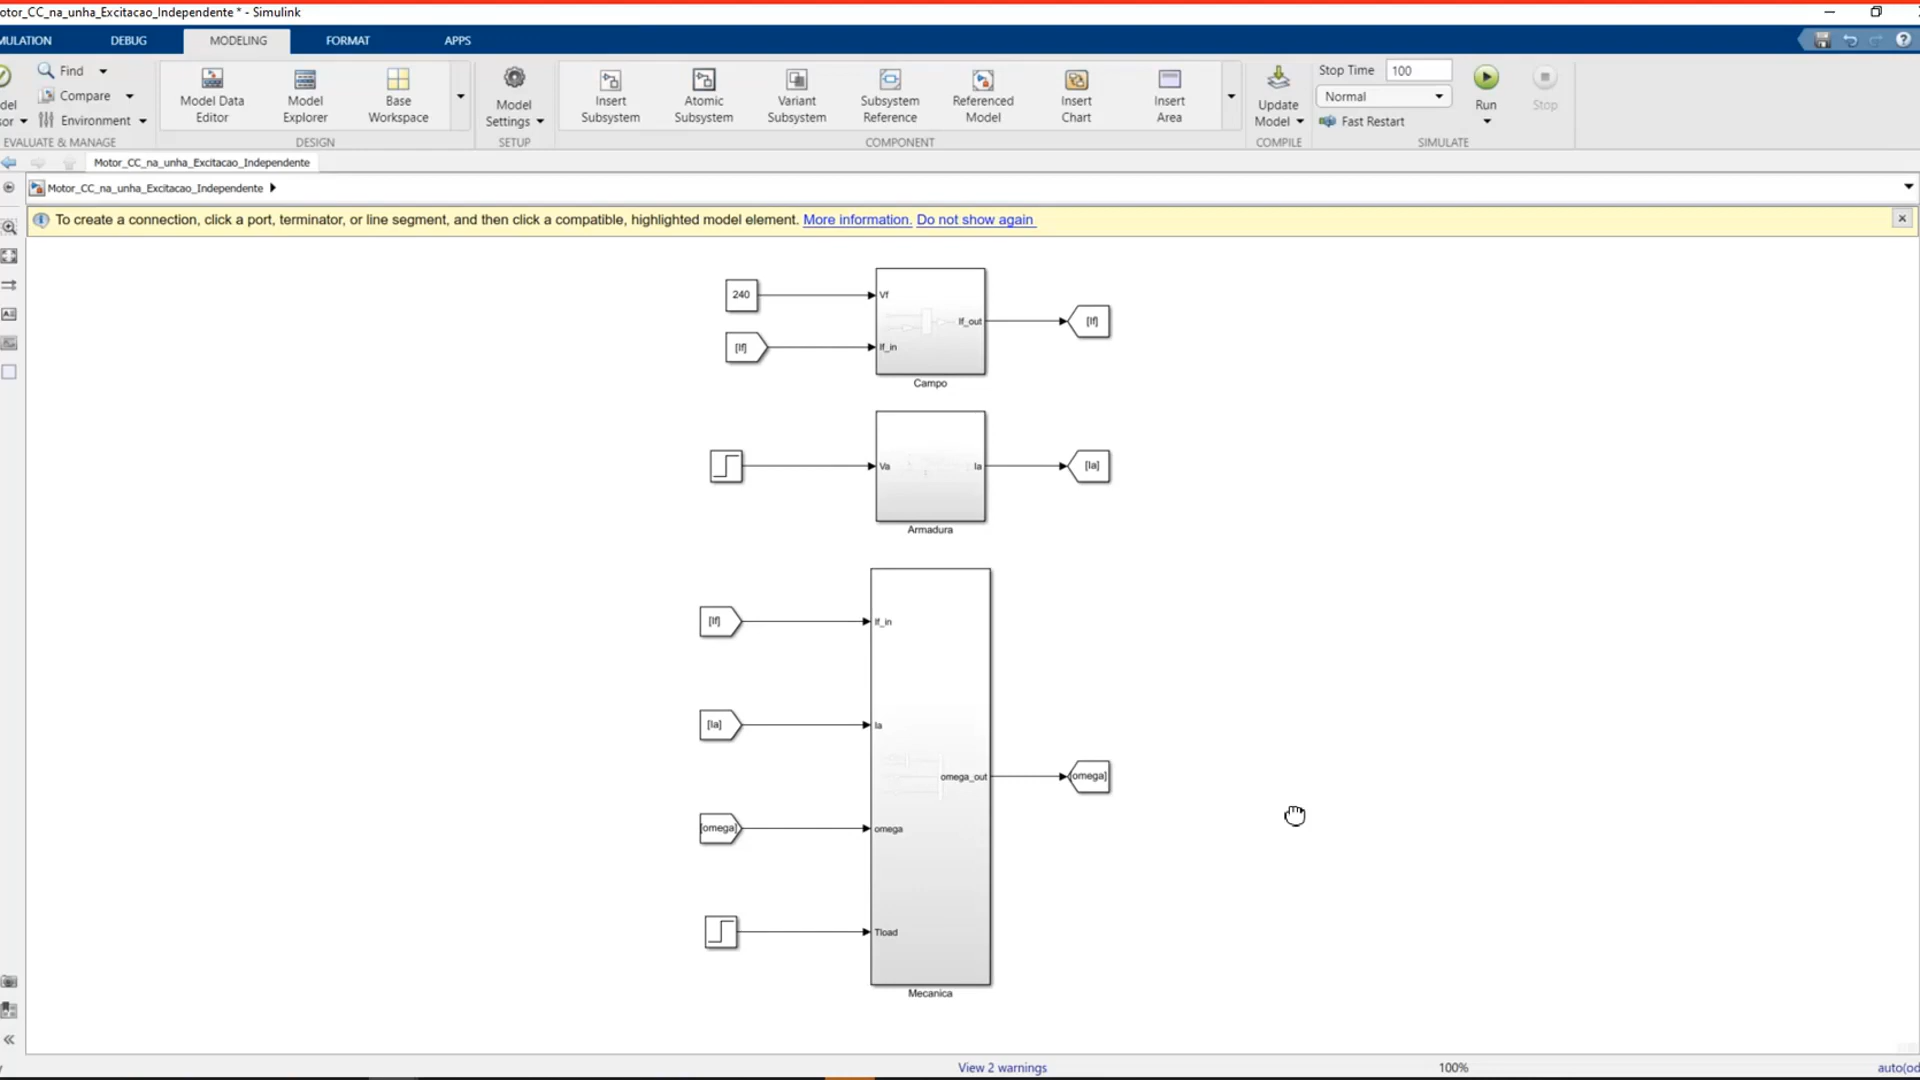 otor_CC_na_unha_Excitacao_Independente * - Simulink
MULATION DEBUG MODELING FORMAT APPS
Find
Compare
Environment
del
sor
EVALUATE & MANAGE
Model Data Editor
Model Explorer
Base Workspace
DESIGN
Model Settings
SETUP
Insert Subsystem
Atomic Subsystem
Variant Subsystem
Subsystem Reference
Referenced Model
Insert Chart
Insert Area
COMPONENT
Update Model
COMPILE
Stop Time 100
Normal
Fast Restart
Run
Stop
SIMULATE
Motor_CC_na_unha_Excitacao_Independente
Motor_CC_na_unha_Excitacao_Independente
To create a connection, click a port, terminator, or line segment, and then click a compatible, highlighted model element. More information. Do not show again
240
Vf
If_out
[If]
[If]
If_in
Campo
Va
Ia
[Ia]
Armadura
[If]
If_in
[Ia]
Ia
omega_out
[omega]
[omega]
omega
Tload
Mecanica
View 2 warnings
100%
auto(od